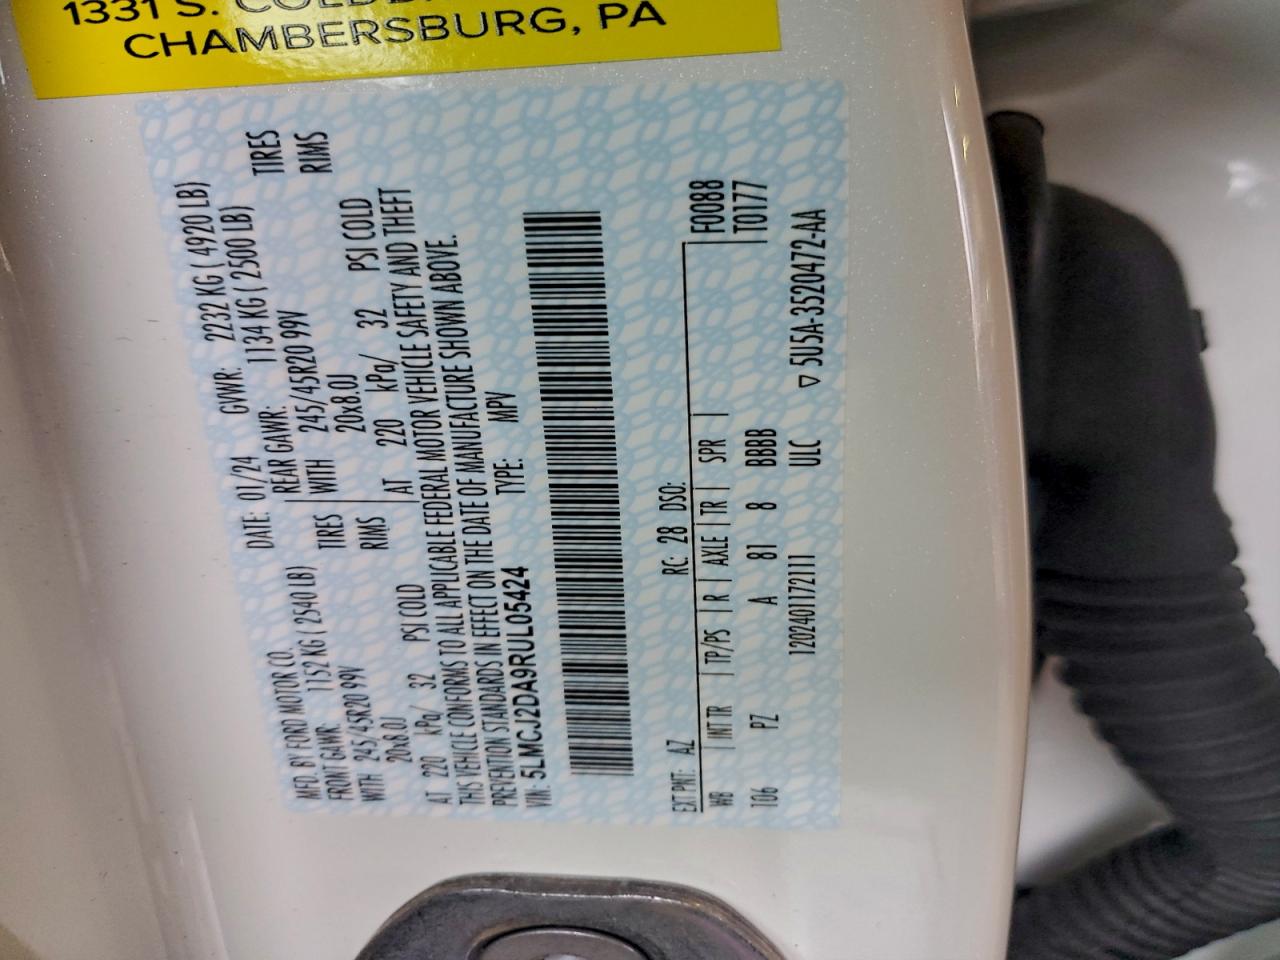 1331 S.
CHAMBERSBURG, PA
MFD. BY FORD MOTOR CO. DATE: 01/24 GVWR: 2232 KG ( 4920 LB)
FRONT GAWR: 1152 KG ( 2540 LB) REAR GAWR: 1134 KG ( 2500 LB)
WITH 245/45R20 99V TIRES WITH 245/45R20 99V TIRES
20x8.0J RIMS 20x8.0J RIMS
AT 220 kPa/ 32 PSI COLD AT 220 kPa/ 32 PSI COLD
THIS VEHICLE CONFORMS TO ALL APPLICABLE FEDERAL MOTOR VEHICLE SAFETY AND THEFT
PREVENTION STANDARDS IN EFFECT ON THE DATE OF MANUFACTURE SHOWN ABOVE.
VIN: 5LMCJ2DA9RUL05424 TYPE: MPV
EXT PNT: AZ RC: 28 DSO:
WB INT TR TP/PS R AXLE TR SPR F0088
106 PZ A 81 8 BBBB T0177
120240117​2111 ULC ▽ 5U5A-3520472-AA